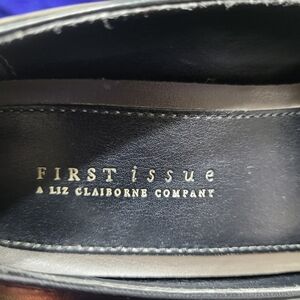 FIRST issue
A LIZ CLAIBORNE COMPANY